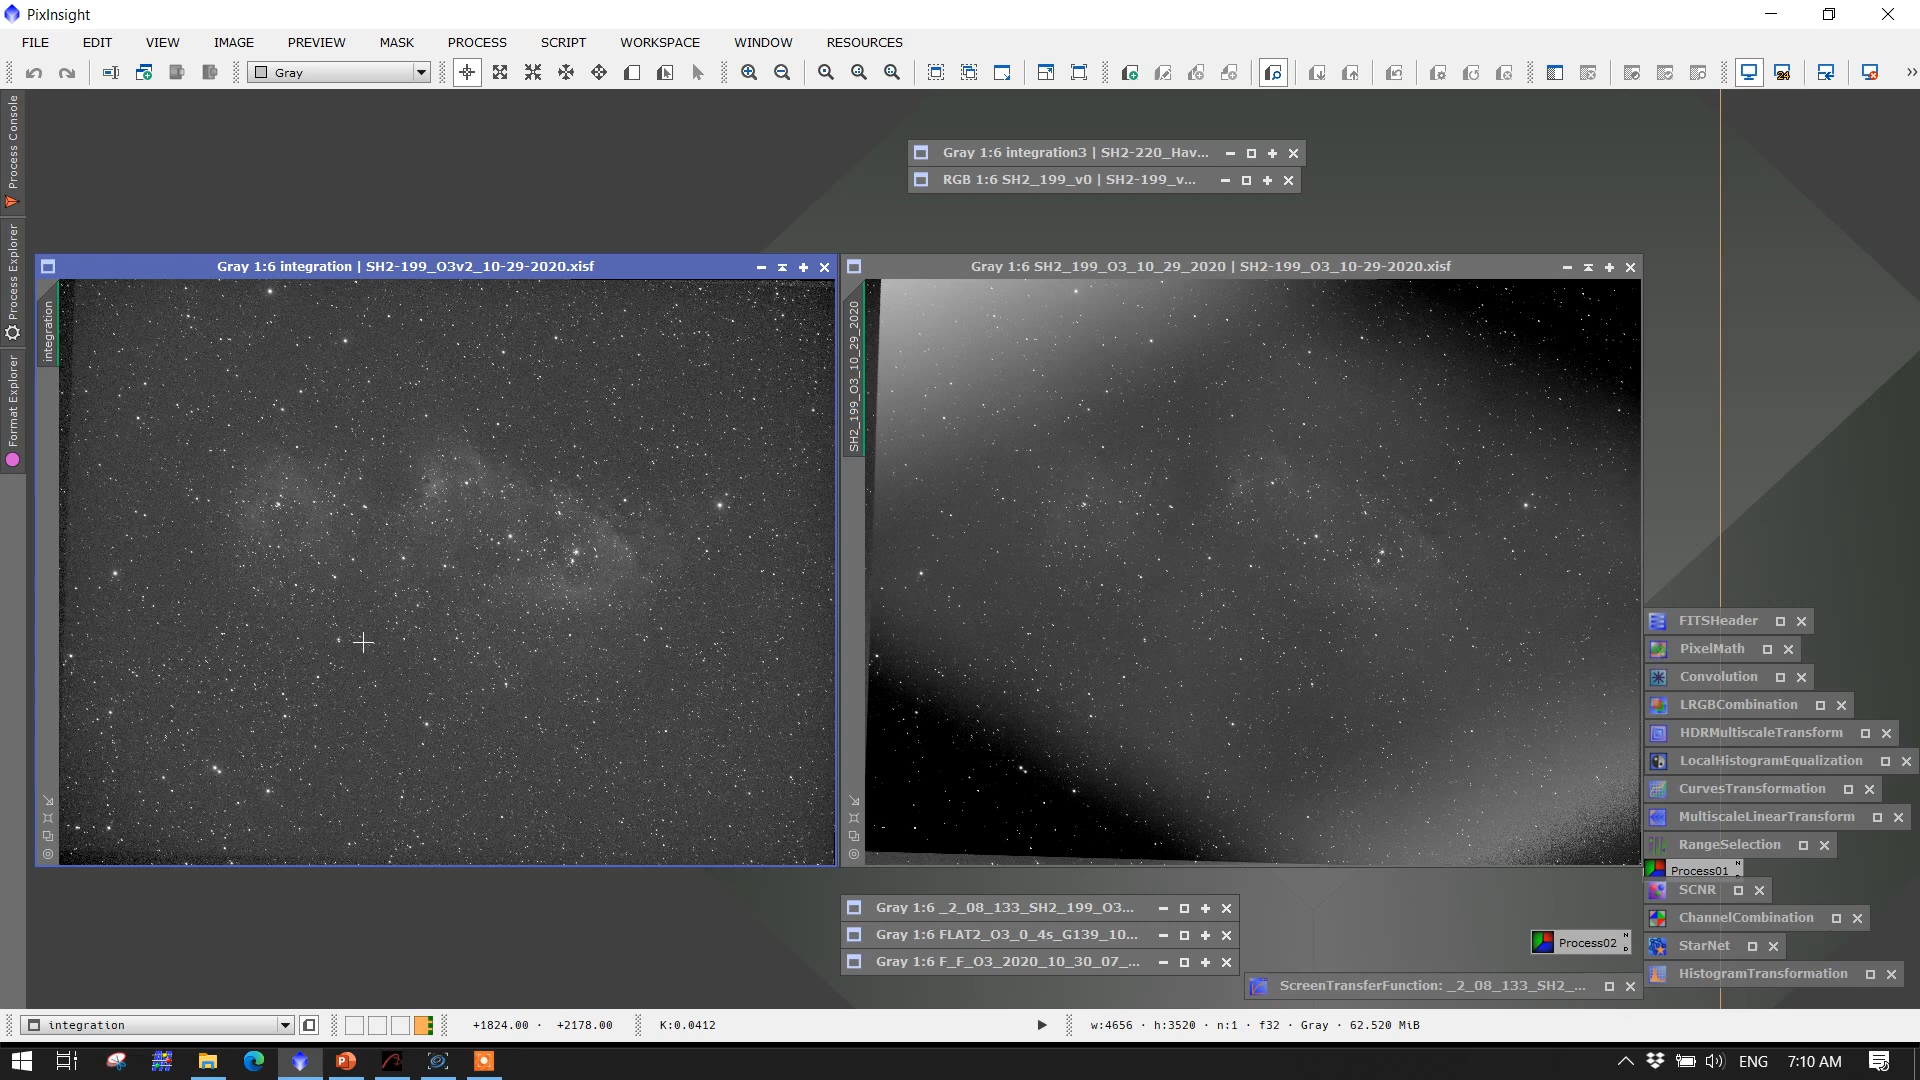 PixInsight
FILE EDIT VIEW IMAGE PREVIEW MASK PROCESS SCRIPT WORKSPACE WINDOW RESOURCES
Gray
24
Process Console
Process Explorer
Format Explorer
Gray 1:6 integration3 | SH2-220_Hav...
RGB 1:6 SH2_199_v0 | SH2-199_v...
Gray 1:6 integration | SH2-199_O3v2_10-29-2020.xisf
integration
Gray 1:6 SH2_199_O3_10_29_2020 | SH2-199_O3_10-29-2020.xisf
SH2_199_O3_10_29_2020
FITSHeader
PixelMath
Convolution
LRGBCombination
HDRMultiscaleTransform
LocalHistogramEqualization
CurvesTransformation
MultiscaleLinearTransform
RangeSelection
Process01 N
SCNR
ChannelCombination
StarNet
HistogramTransformation
Gray 1:6 _2_08_133_SH2_199_O3...
Gray 1:6 FLAT2_O3_0_4s_G139_10...
Gray 1:6 F_F_O3_2020_10_30_07_...
Process02 N D
ScreenTransferFunction: _2_08_133_SH2_...
integration
+1824.00 · +2178.00
K:0.0412
w:4656 · h:3520 · n:1 · f32 · Gray · 62.520 MiB
ENG
7:10 AM